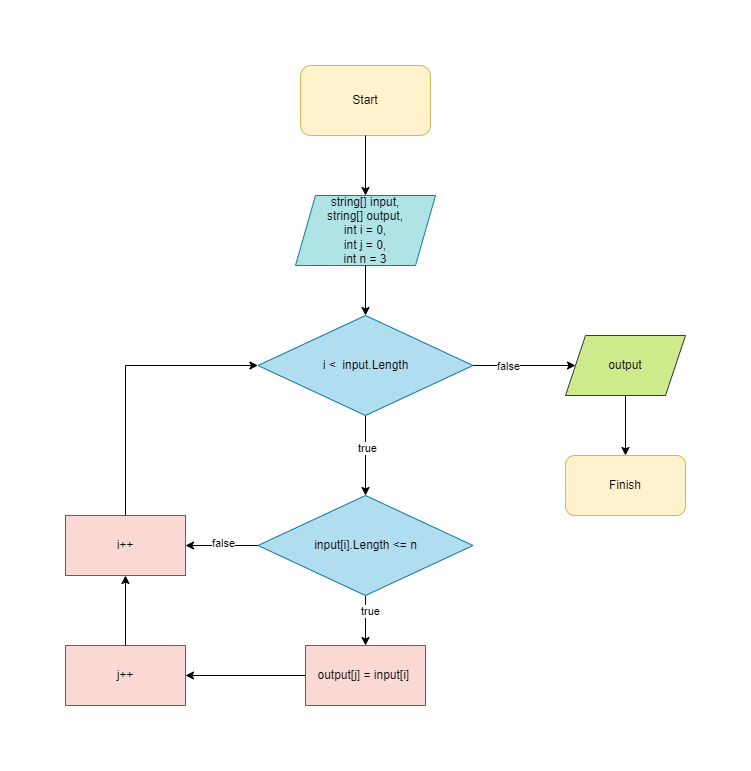 Start
string[] input,
string[] output,
int i = 0,
int j = 0,
int n = 3
i < input.Length
false
output
true
Finish
i++
false
input[i].Length <= n
true
j++
output[j] = input[i]